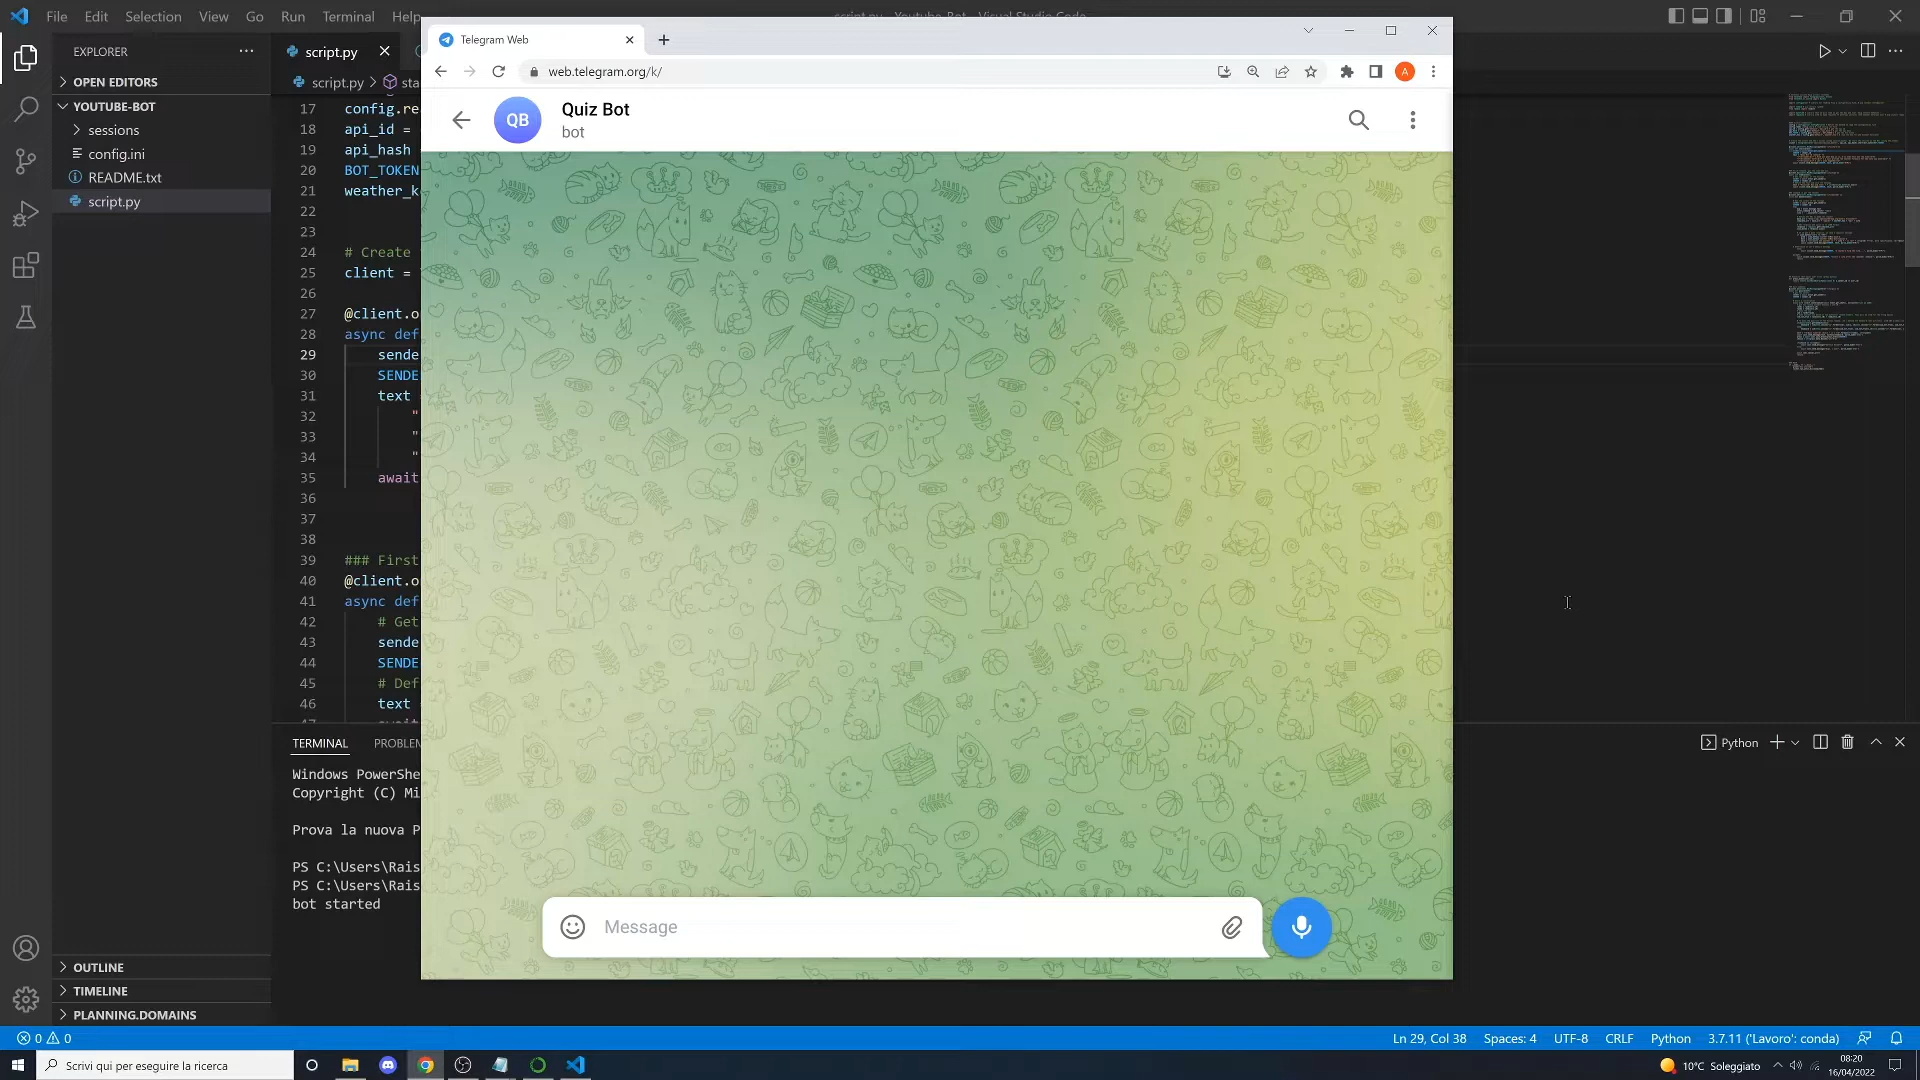 File Edit Selection View Go Run Terminal Help
Telegram Web
web.telegram.org/k/
A
QB
Quiz Bot
bot
Message
EXPLORER
OPEN EDITORS
YOUTUBE-BOT
sessions
config.ini
README.txt
script.py
OUTLINE
TIMELINE
PLANNING.DOMAINS
script.py
script.py > sta
17 config.re
18 api_id =
19 api_hash
20 BOT_TOKEN
21 weather_k
22
23
24 # Create
25 client =
26
27 @client.o
28 async def
29 sende
30 SENDE
31 text
32 "
33 "
34 "
35 await
36
37
38
39 ### First
40 @client.o
41 async def
42 # Get
43 sende
44 SENDE
45 # Def
46 text
TERMINAL PROBLEM
Python
Windows PowerShe
Copyright (C) Mi
Prova la nuova P
PS C:\Users\Rais
PS C:\Users\Rais
bot started
0 0
Ln 29, Col 38 Spaces: 4 UTF-8 CRLF Python 3.7.11 ('Lavoro': conda)
Scrivi qui per eseguire la ricerca
10°C Soleggiato
08:20
16/04/2022